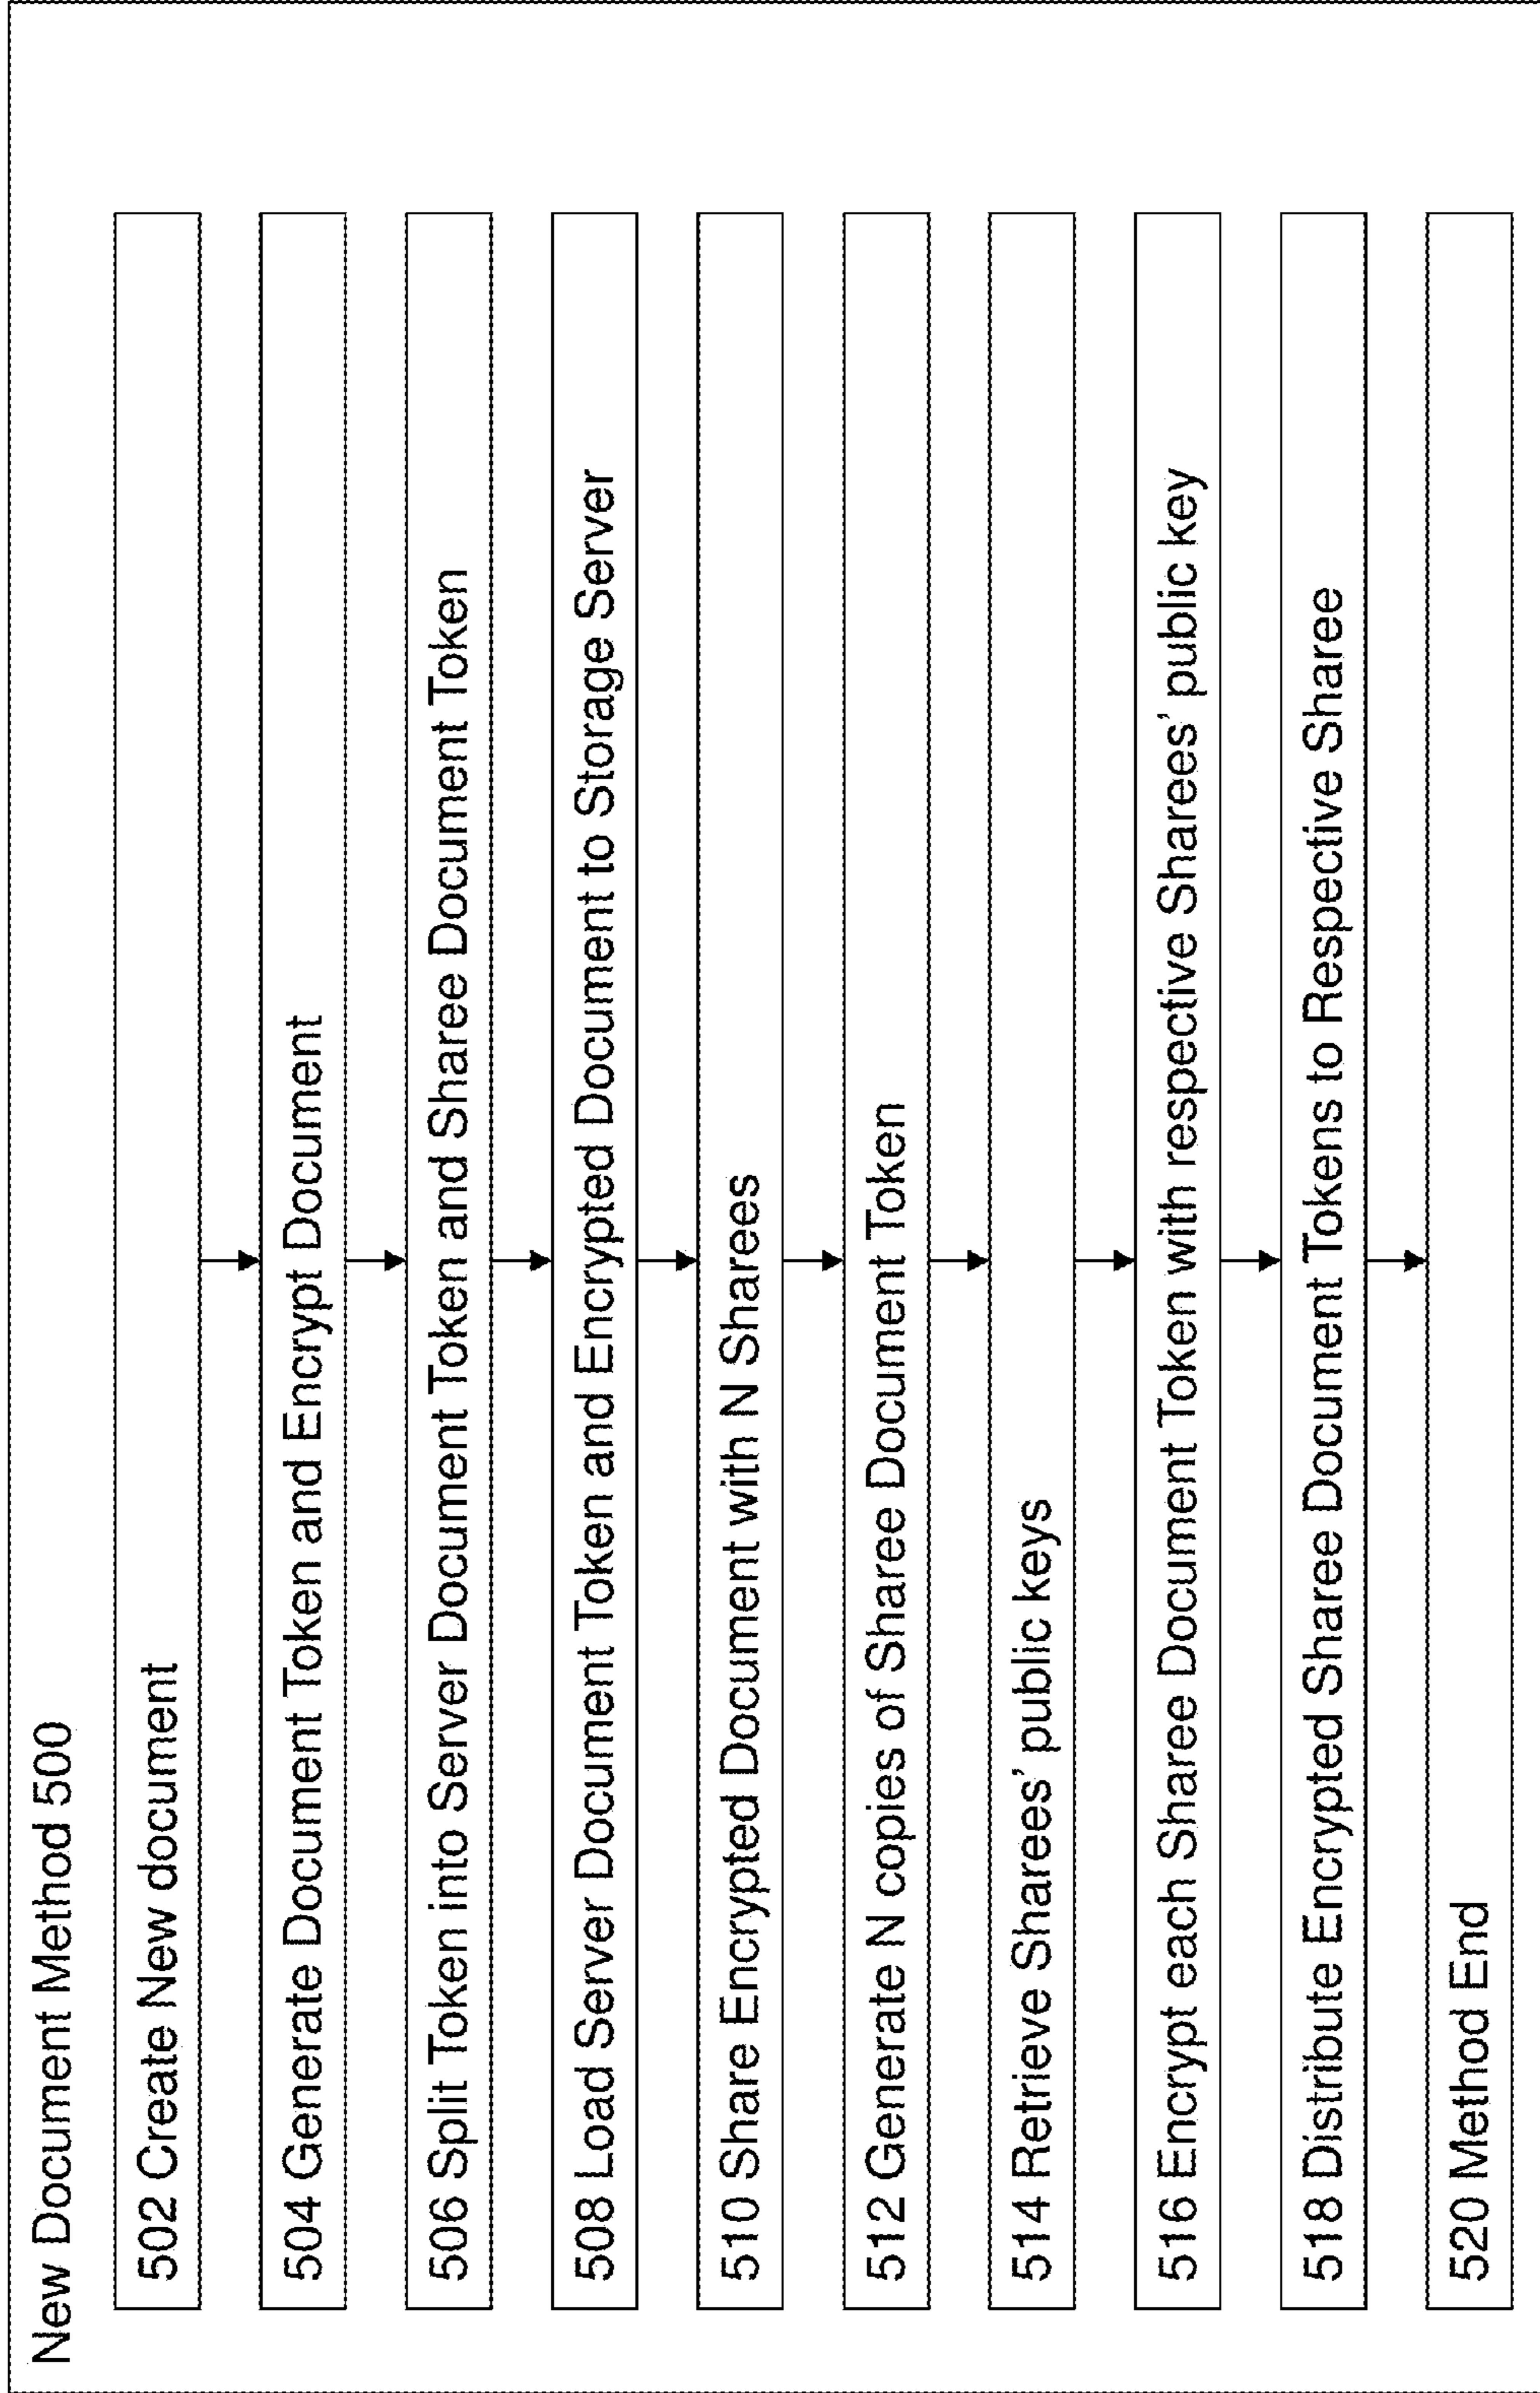 New Document Method 500
502 Create New document
504 Generate Document Token and Encrypt Document
506 Split Token into Server Document Token and Sharee Document Token
508 Load Server Document Token and Encrypted Document to Storage Server
510 Share Encrypted Document with N Sharees
512 Generate N copies of Sharee Document Token
514 Retrieve Sharees’ public keys
516 Encrypt each Sharee Document Token with respective Sharees’ public key
518 Distribute Encrypted Sharee Document Tokens to Respective Sharee
520 Method End